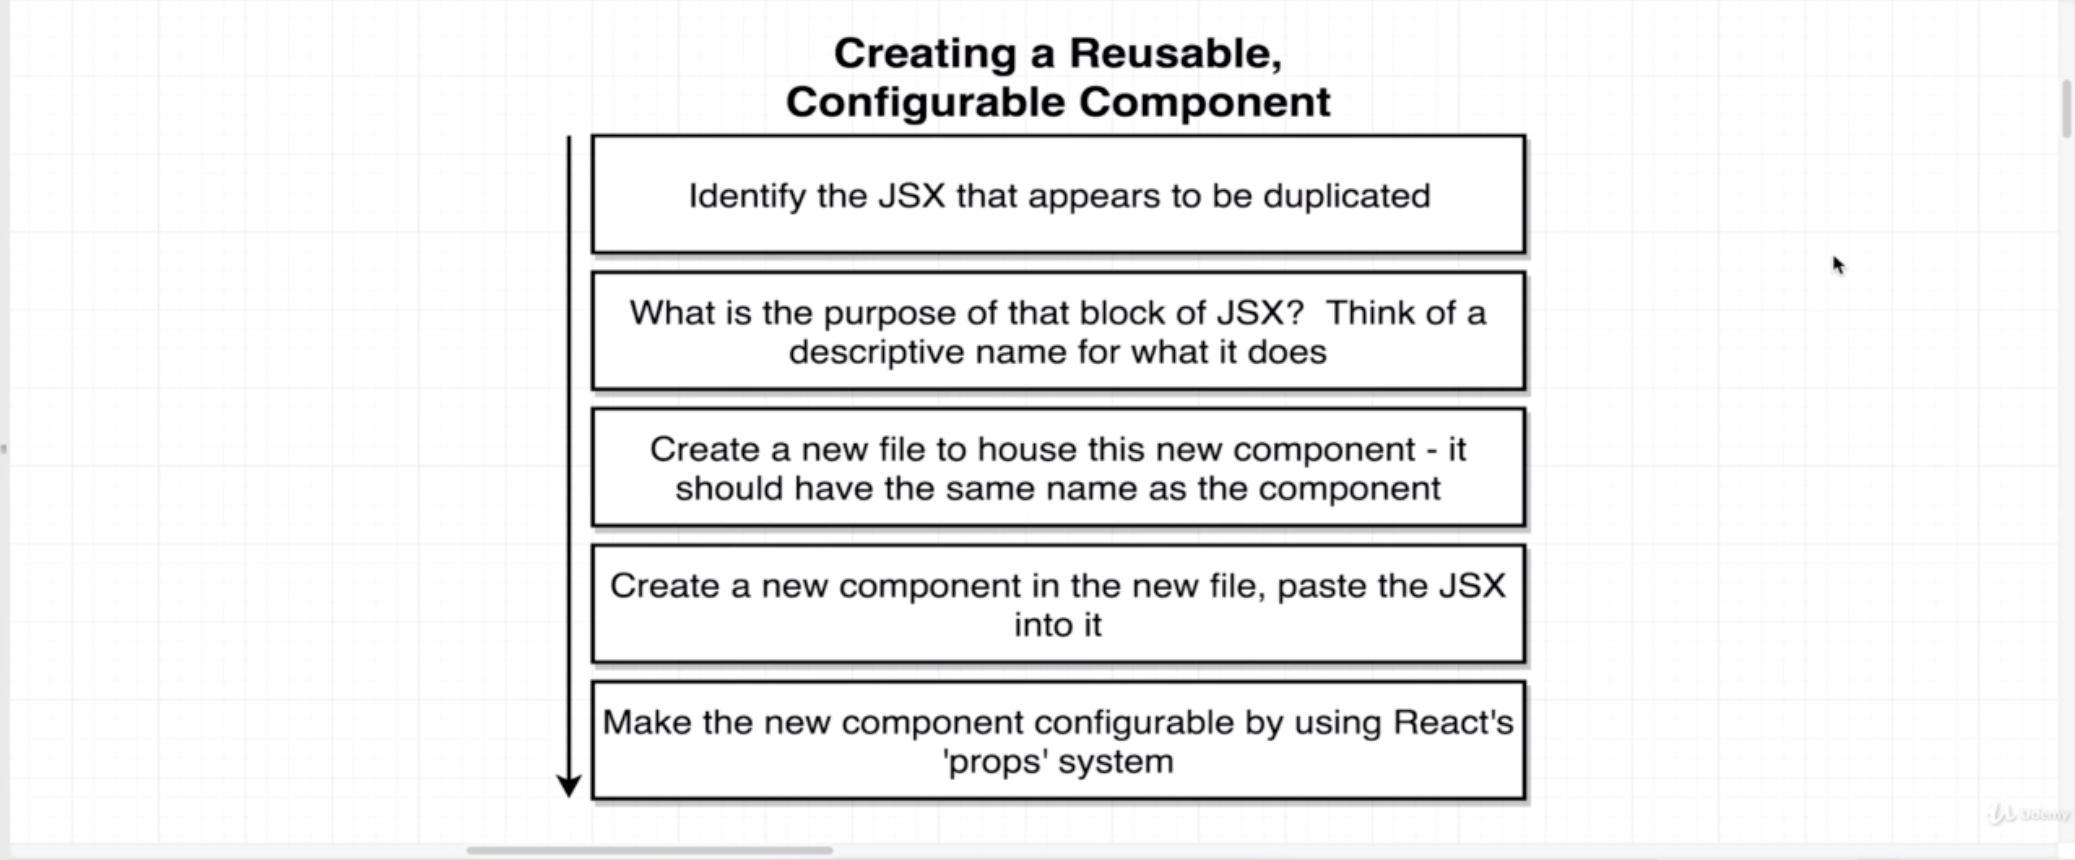 Creating a Reusable,
Configurable Component
Identify the JSX that appears to be duplicated
What is the purpose of that block of JSX?  Think of a
descriptive name for what it does
Create a new file to house this new component - it
should have the same name as the component
Create a new component in the new file, paste the JSX
into it
Make the new component configurable by using React's
'props' system
Udemy